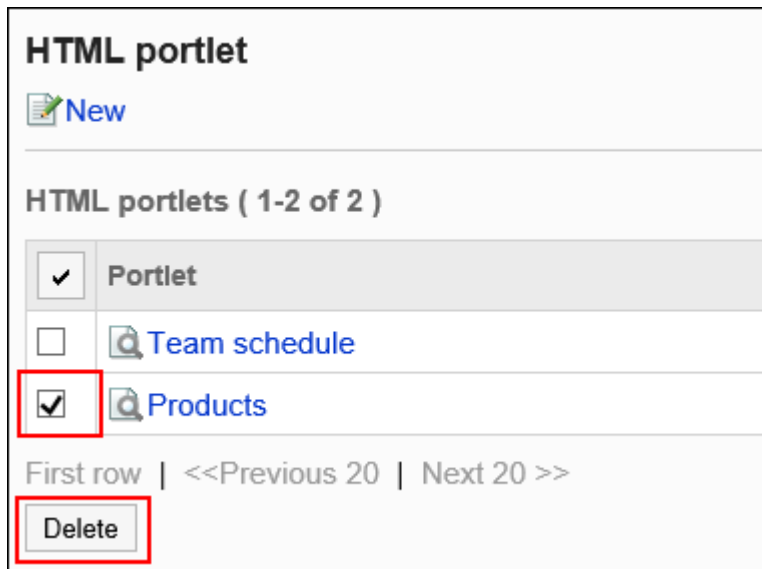 HTML portlet
New
HTML portlets ( 1-2 of 2 )
Portlet
Team schedule
Products
First row | <<Previous 20 | Next 20 >>
Delete